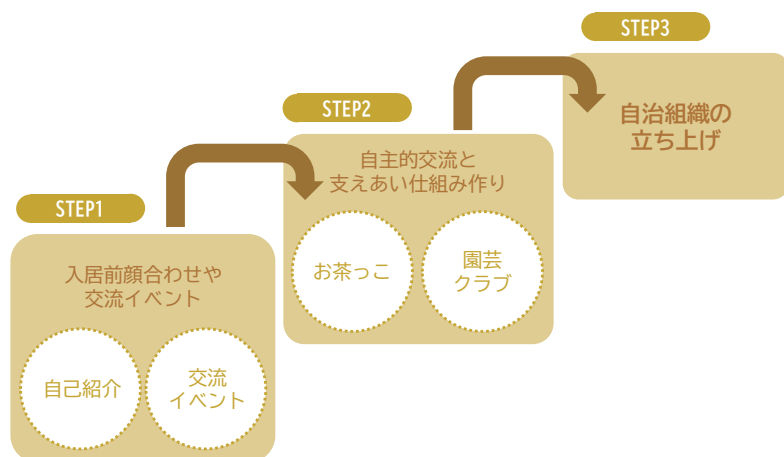 STEP1
入居前顔合わせや
交流イベント
自己紹介
交流
イベント
STEP2
自主的交流と
支えあい仕組み作り
お茶っこ
園芸
クラブ
STEP3
自治組織の
立ち上げ